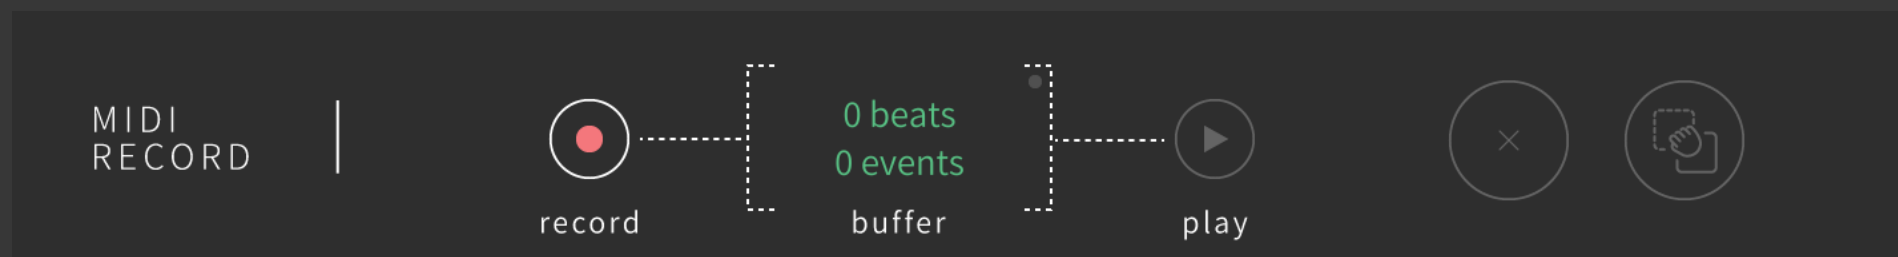 MIDI
RECORD
0 beats
0 events
record
buffer
play